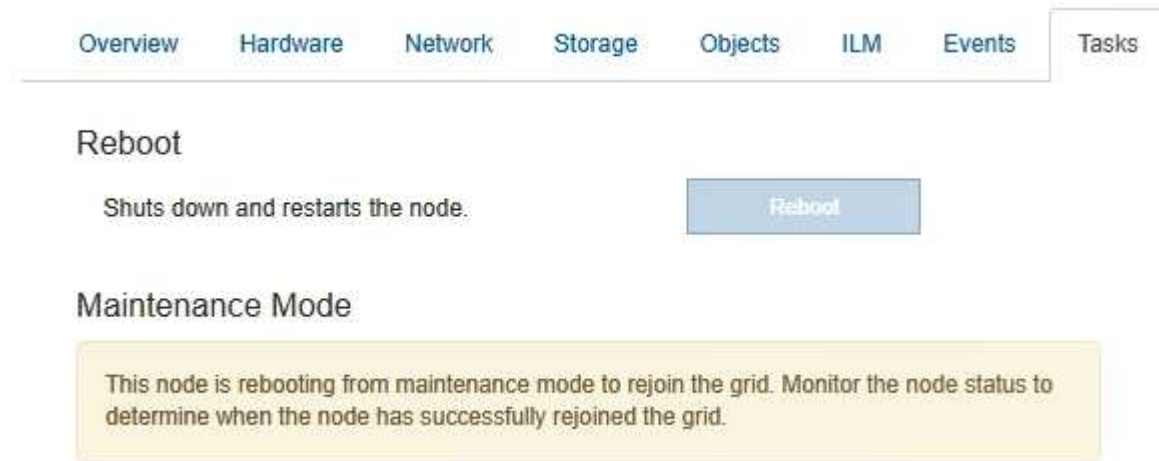 Overview Hardware Network Storage Objects ILM Events Tasks
Reboot
Shuts down and restarts the node. Reboot
Maintenance Mode
This node is rebooting from maintenance mode to rejoin the grid. Monitor the node status to
determine when the node has successfully rejoined the grid.